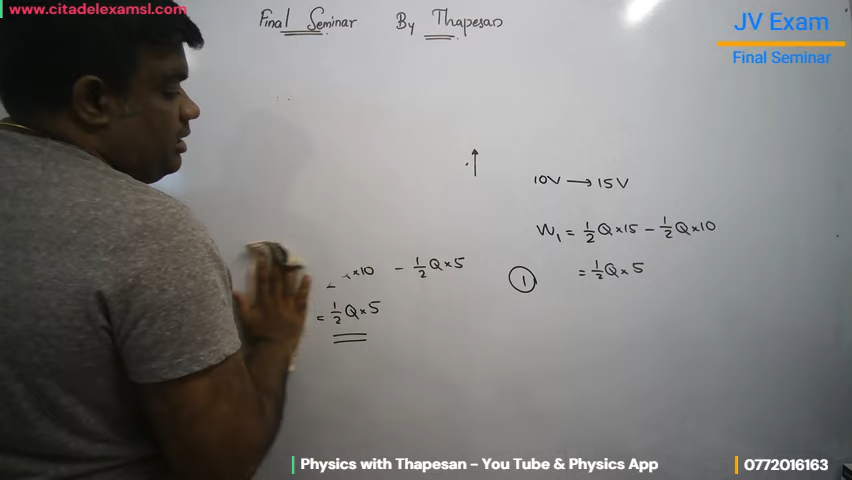 www.citadelexamsl.com
Final Seminar By Thapesan
JV Exam
Final Seminar
10V → 15V
W₁ = ½Q×15 – ½Q×10
×10 – ½Q×5
① = ½Q×5
= ½Q×5
Physics with Thapesan – You Tube & Physics App
0772016163